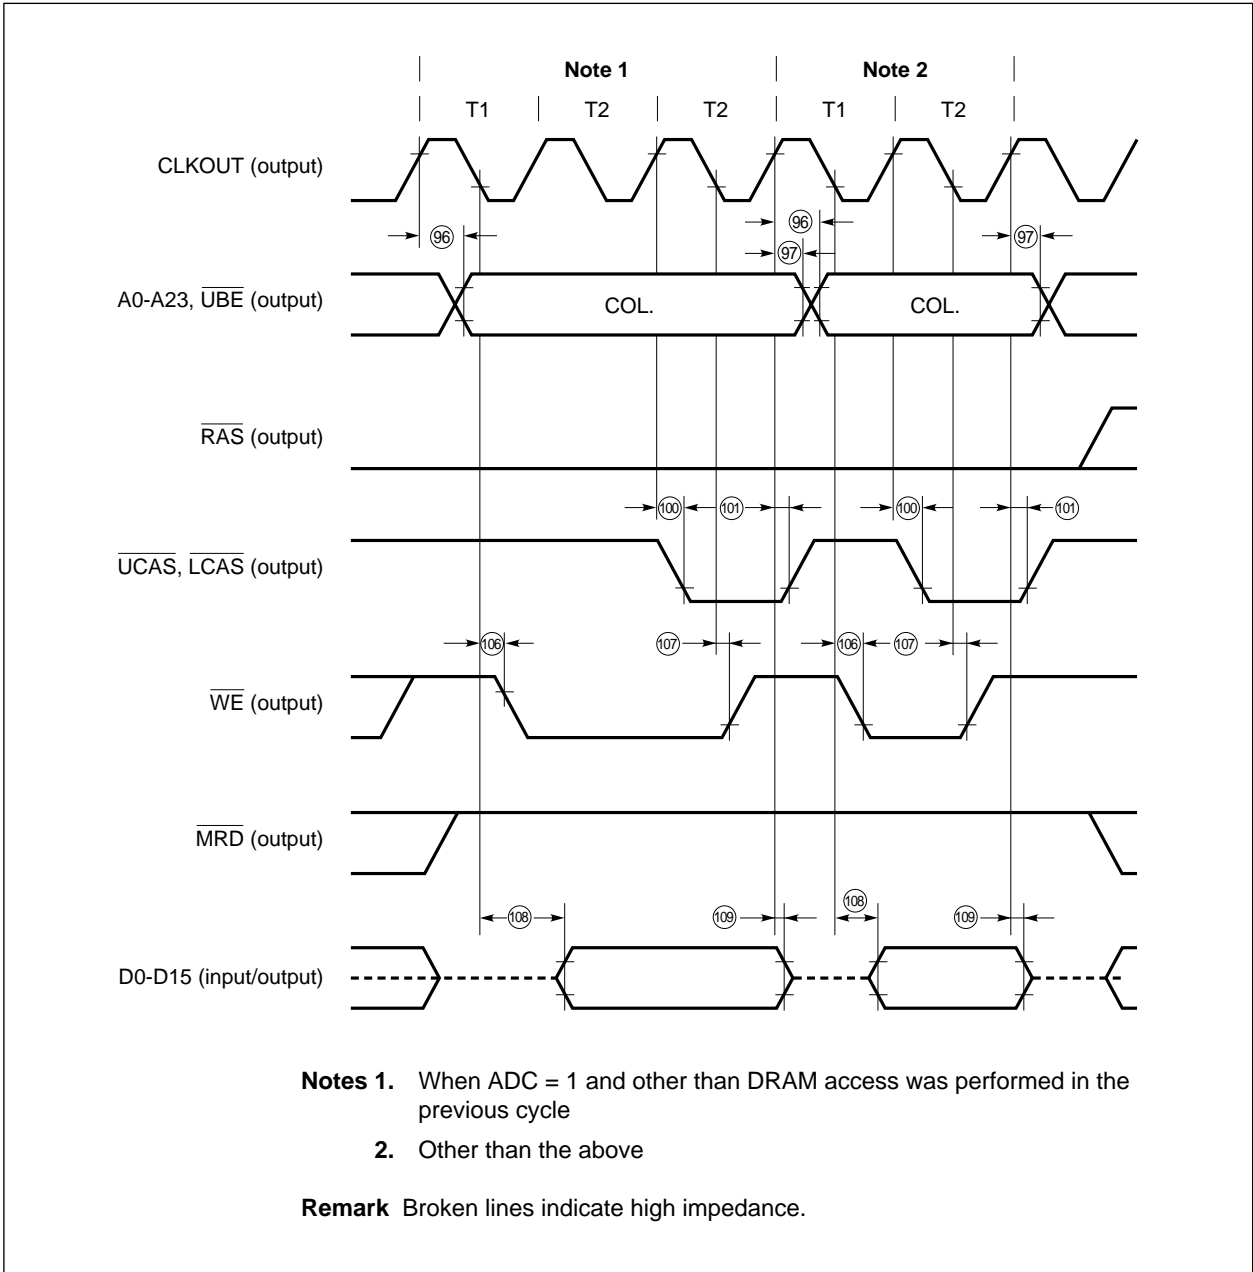 Note 1 Note 2
T1 T2 T2 T1 T2
CLKOUT (output)
96 97
96 97
A0-A23, UBE (output) COL. COL.
RAS (output)
100 101 100 101
UCAS, LCAS (output)
106 107 106 107
WE (output)
MRD (output)
108 109 108 109
D0-D15 (input/output)
Notes 1. When ADC = 1 and other than DRAM access was performed in the
previous cycle
2. Other than the above
Remark Broken lines indicate high impedance.